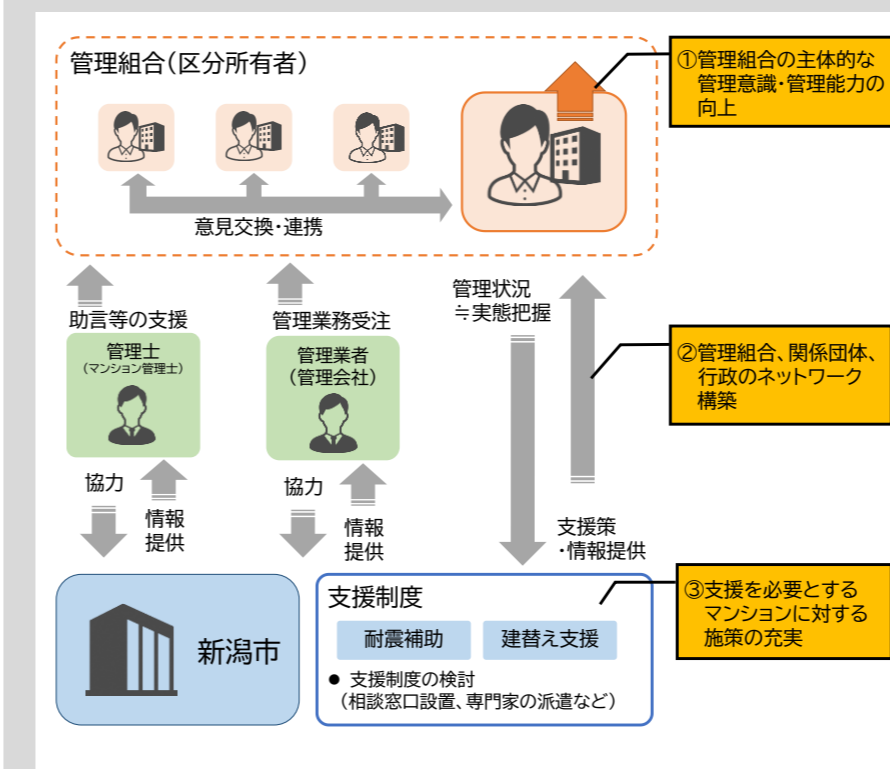 管理組合(区分所有者)
①管理組合の主体的な
管理意識・管理能力の
向上
意見交換・連携
助言等の支援
管理士
(マンション管理士)
管理業務受注
管理業者
(管理会社)
管理状況
≒実態把握
②管理組合、関係団体、
行政のネットワーク
構築
協力
情報
提供
協力
情報
提供
支援策
・情報提供
新潟市
支援制度
耐震補助
建替え支援
● 支援制度の検討
(相談窓口設置、専門家の派遣など)
③支援を必要とする
マンションに対する
施策の充実